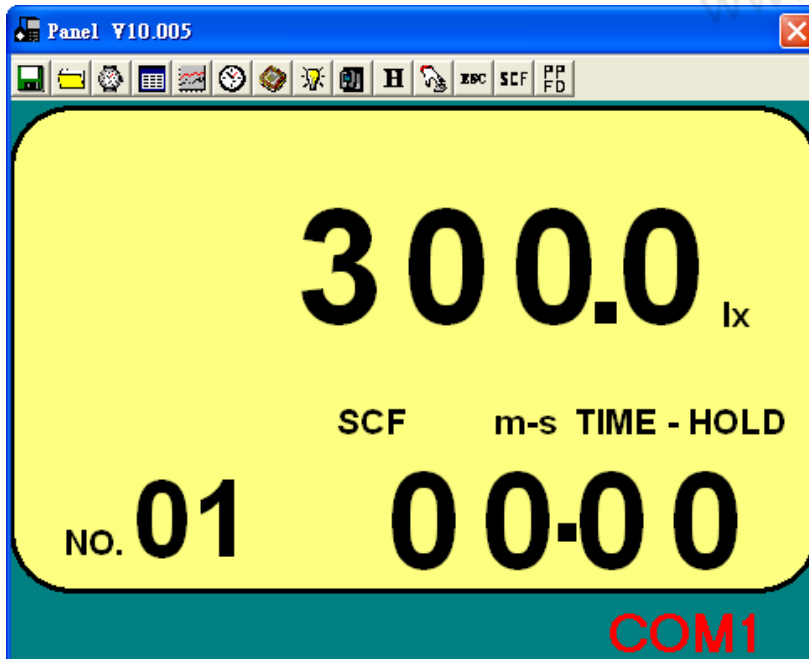 Panel V10.005
H ESC SCF PP FD
300.0 lx
SCF m-s TIME - HOLD
NO. 01 00-00
COM1